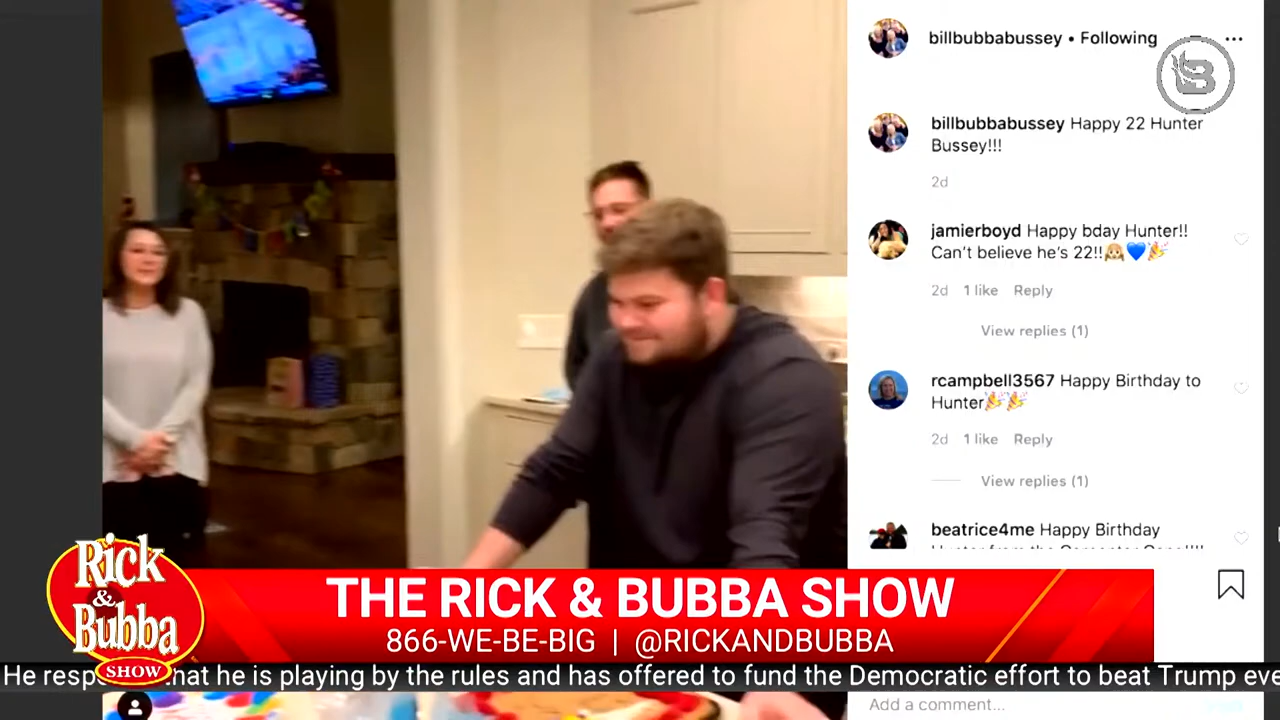 billbubbabussey • Following
B
billbubbabussey Happy 22 Hunter
Bussey!!!
2d
jamierboyd Happy bday Hunter!!
Can't believe he's 22!!🙈💙🎉
2d 1 like Reply
View replies (1)
rcampbell3567 Happy Birthday to
Hunter🎉🎉
2d 1 like Reply
View replies (1)
beatrice4me Happy Birthday
Rick
&
Bubba
SHOW
THE RICK & BUBBA SHOW
866-WE-BE-BIG | @RICKANDBUBBA
He resp hat he is playing by the rules and has offered to fund the Democratic effort to beat Trump eve
Add a comment...